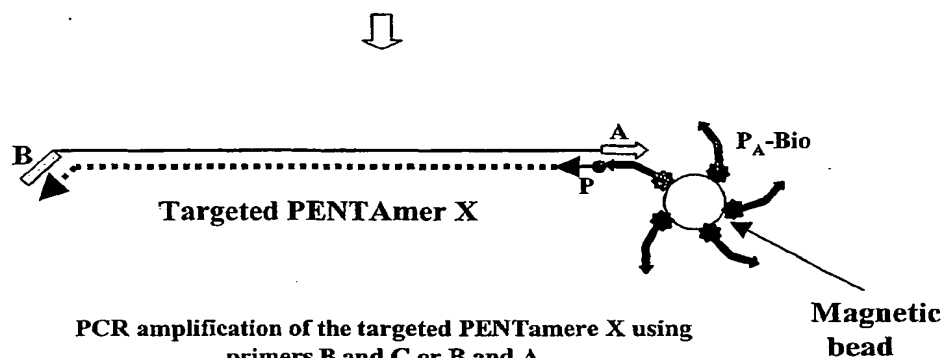 A
B
P
P_A-Bio
Targeted PENTAmer X
Magnetic
bead
PCR amplification of the targeted PENTamere X using
primers B and C or B and A